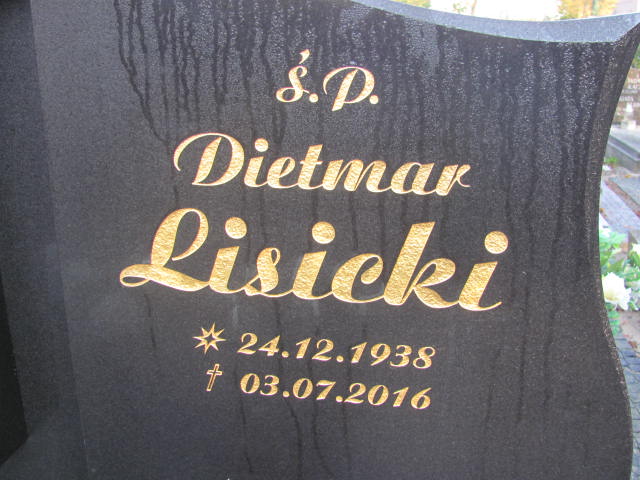 Ś.P.
Dietmar
Lisicki
24.12.1938
03.07.2016